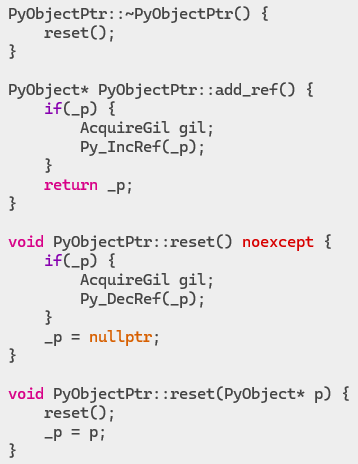 PyObjectPtr::~PyObjectPtr() {
    reset();
}

PyObject* PyObjectPtr::add_ref() {
    if(_p) {
        AcquireGil gil;
        Py_IncRef(_p);
    }
    return _p;
}

void PyObjectPtr::reset() noexcept {
    if(_p) {
        AcquireGil gil;
        Py_DecRef(_p);
    }
    _p = nullptr;
}

void PyObjectPtr::reset(PyObject* p) {
    reset();
    _p = p;
}